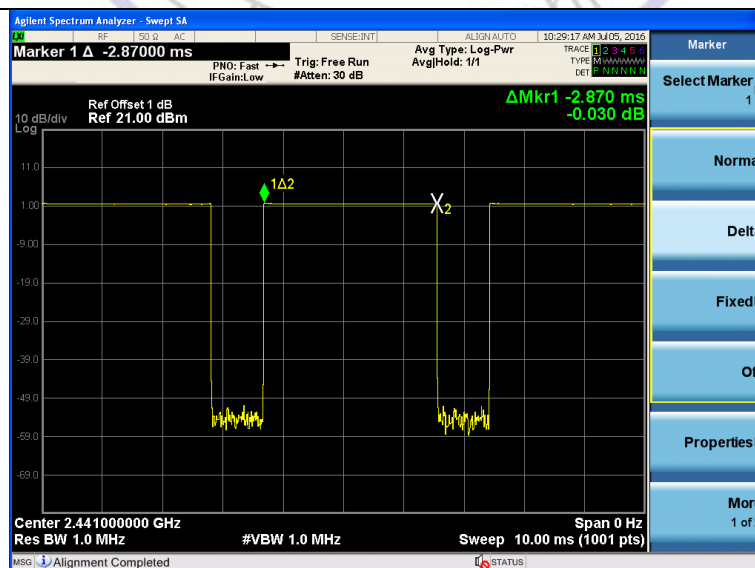 Agilent Spectrum Analyzer - Swept SA
LXI RF 50 Ω AC SENSE:INT ALIGN AUTO 10:29:17 AM Jul 05, 2016
Marker 1 Δ -2.87000 ms
PNO: Fast
IFGain:Low
Trig: Free Run
#Atten: 30 dB
Avg Type: Log-Pwr
Avg|Hold: 1/1
TRACE 1 2 3 4 5 6
TYPE M
DET P N N N N N
Marker
Select Marker
1
ΔMkr1 -2.870 ms
-0.030 dB
Ref Offset 1 dB
10 dB/div Ref 21.00 dBm
Log
11.0
1.00
-9.00
-19.0
-29.0
-39.0
-49.0
-59.0
-69.0
1Δ2
X2
Norma
Delt
Fixed
Of
Properties
Mor
1 of
Center 2.441000000 GHz Span 0 Hz
Res BW 1.0 MHz #VBW 1.0 MHz Sweep 10.00 ms (1001 pts)
MSG Alignment Completed STATUS